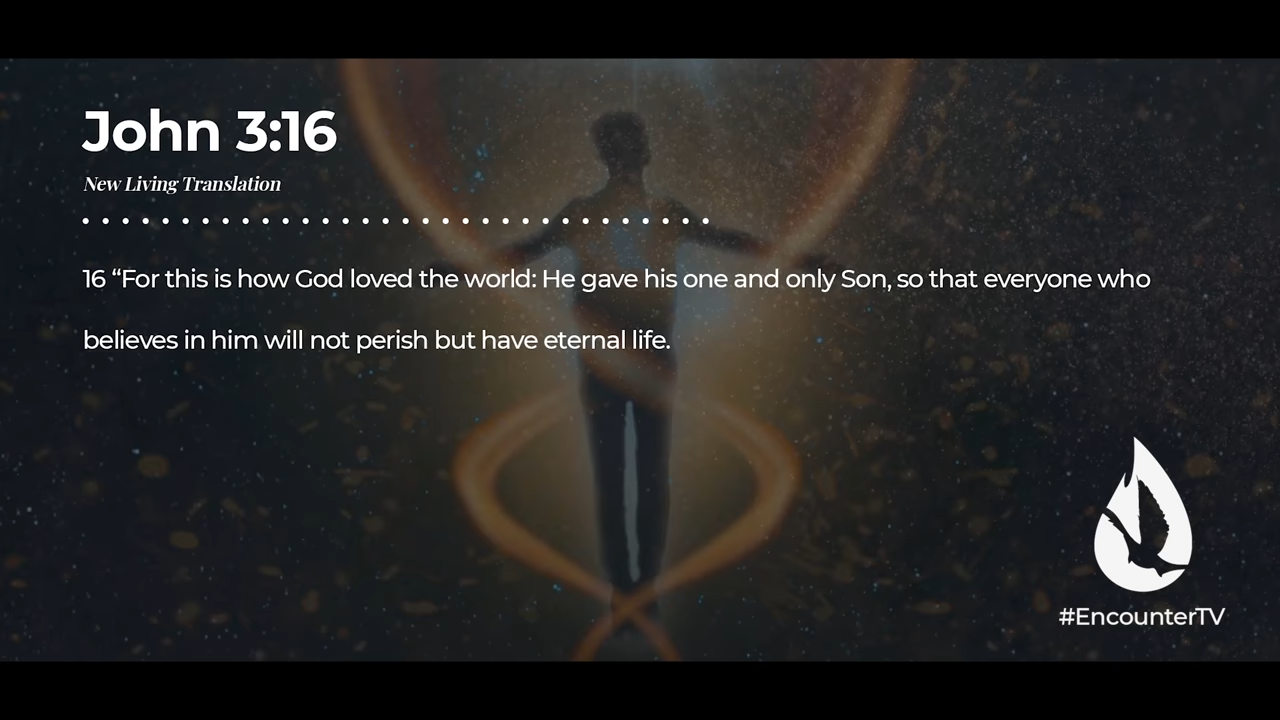 John 3:16
New Living Translation
16 “For this is how God loved the world: He gave his one and only Son, so that everyone who
believes in him will not perish but have eternal life.
#EncounterTV